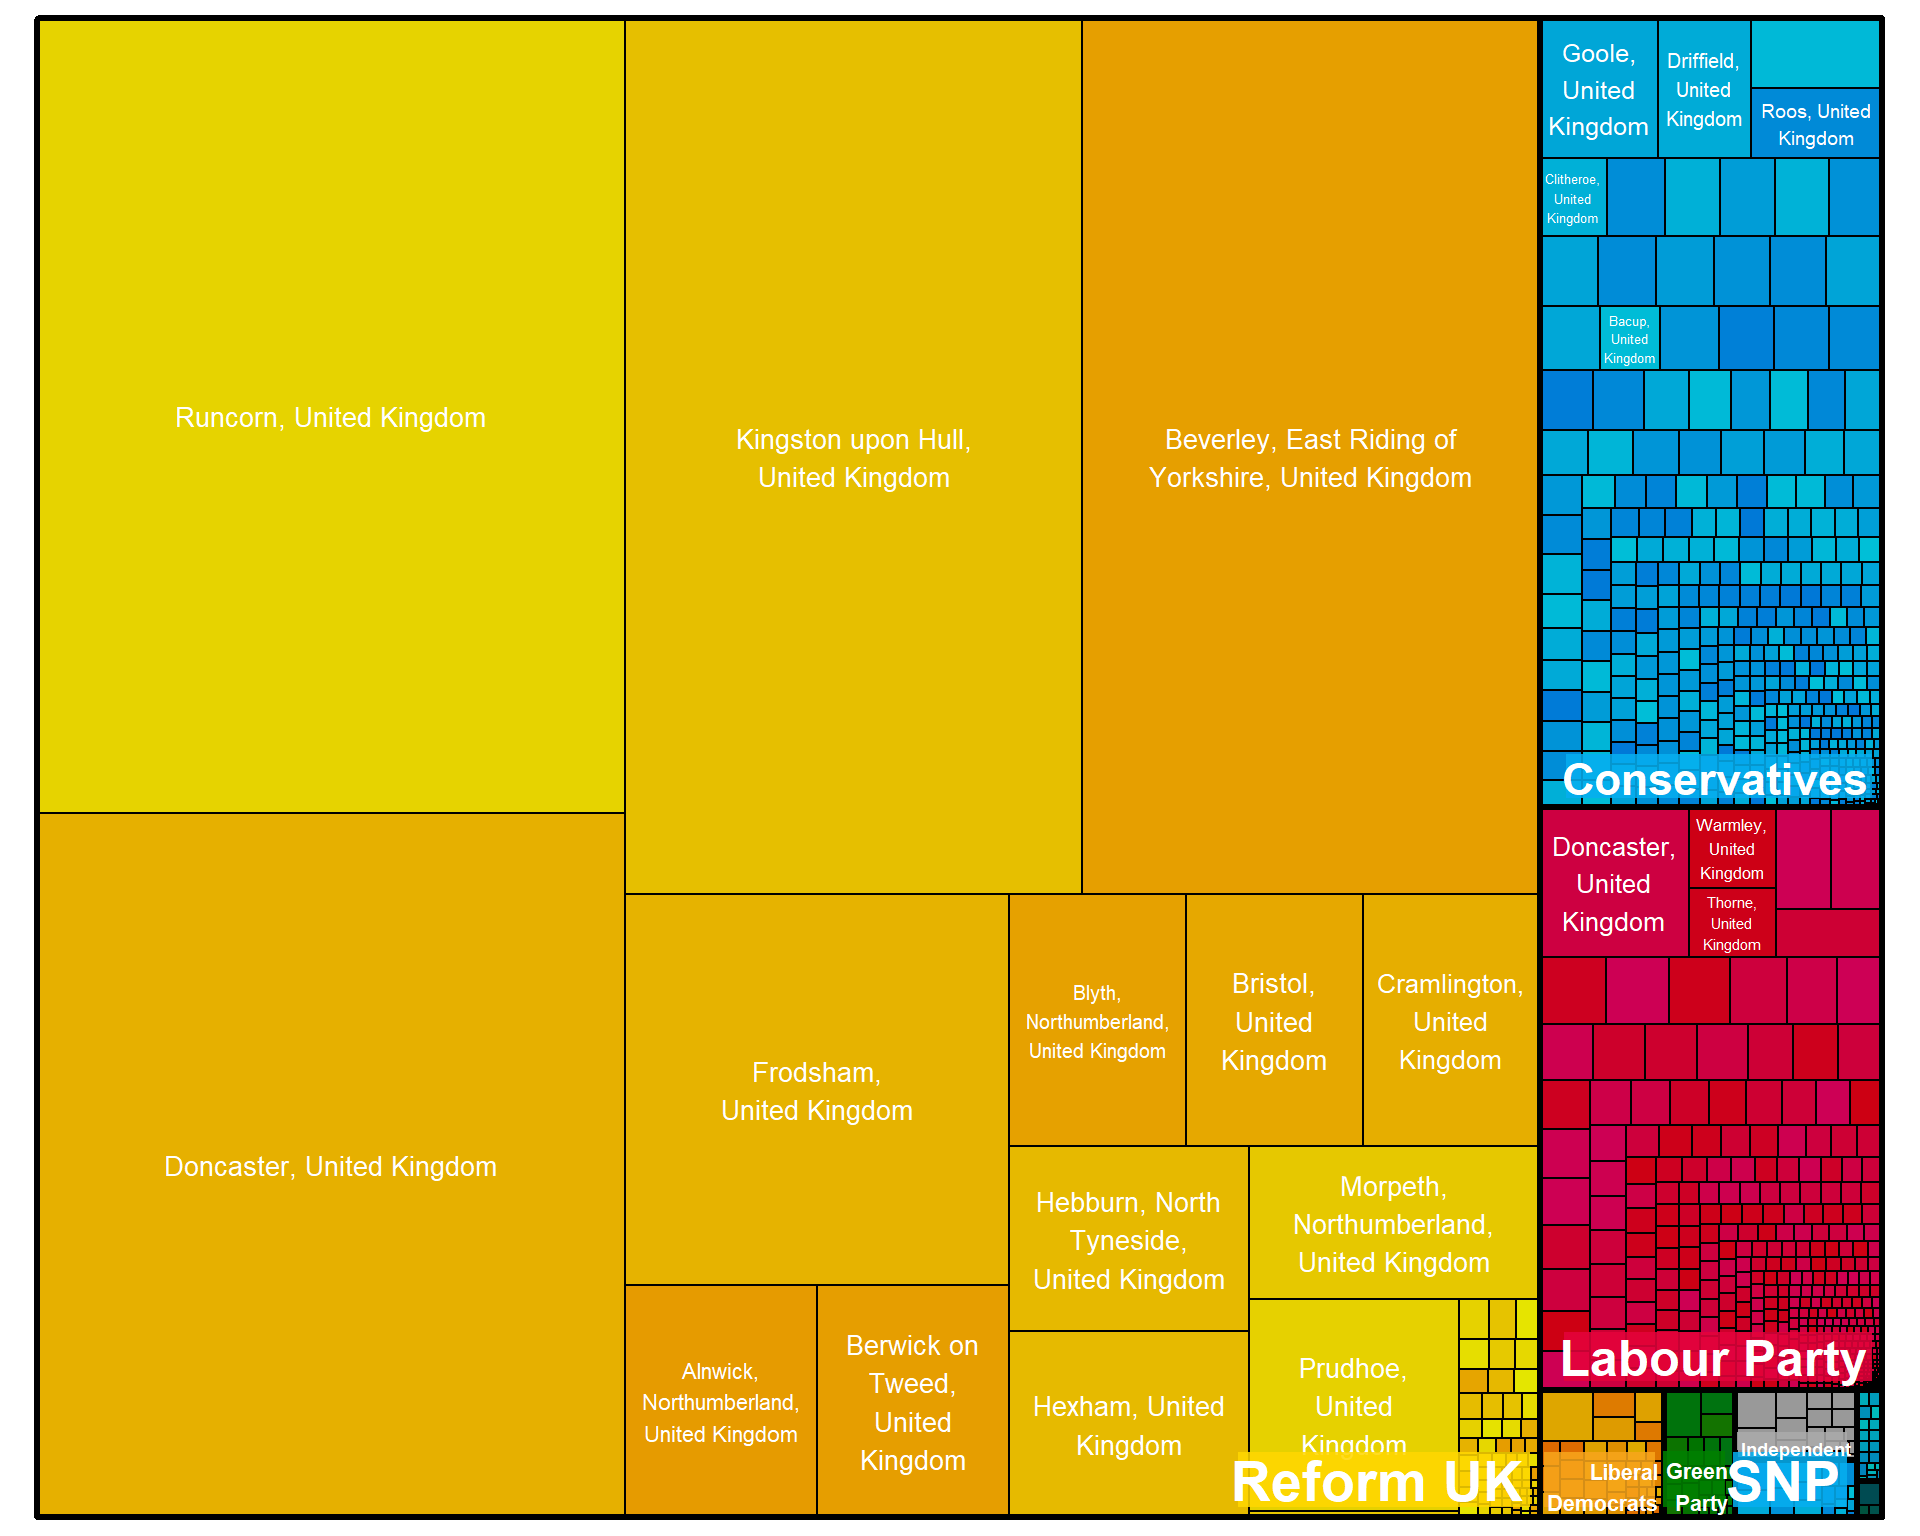 Runcorn, United Kingdom
Kingston upon Hull,
United Kingdom
Beverley, East Riding of
Yorkshire, United Kingdom
Doncaster, United Kingdom
Frodsham,
United Kingdom
Blyth,
Northumberland,
United Kingdom
Bristol,
United
Kingdom
Cramlington,
United
Kingdom
Hebburn, North
Tyneside,
United Kingdom
Morpeth,
Northumberland,
United Kingdom
Alnwick,
Northumberland,
United Kingdom
Berwick on
Tweed,
United
Kingdom
Hexham, United
Kingdom
Prudhoe,
United
Kingdom
Reform UK
Goole,
United
Kingdom
Driffield,
United
Kingdom
Roos, United
Kingdom
Clitheroe,
United
Kingdom
Bacup,
United
Kingdom
Conservatives
Doncaster,
United
Kingdom
Warmley,
United
Kingdom
Thorne,
United
Kingdom
Labour Party
Liberal
Democrats
Green
Party
Independent
SNP